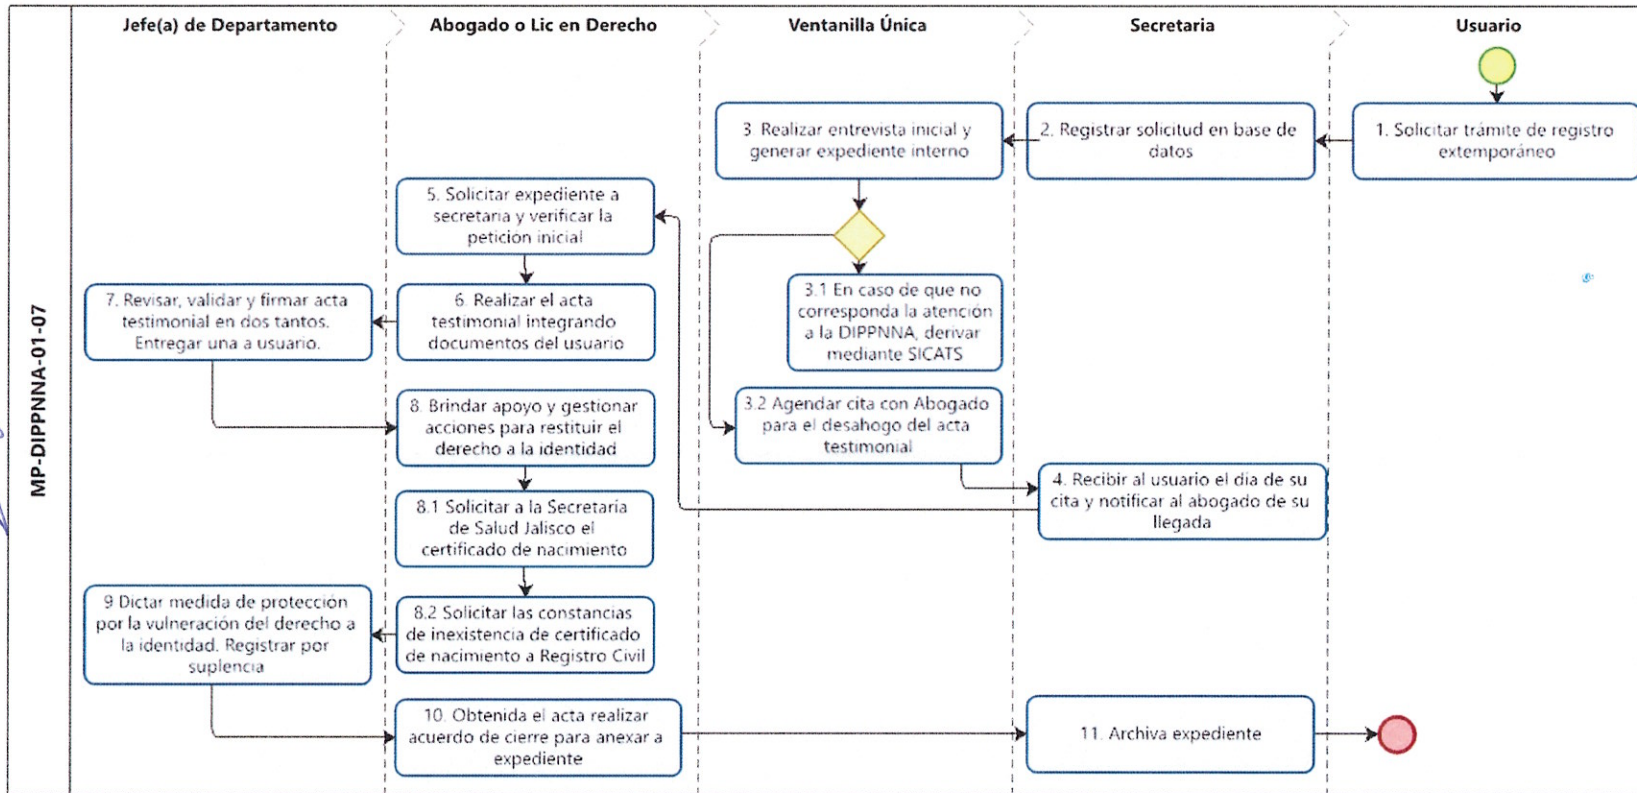 MP-DIPPNNA-01-07
Jefe(a) de Departamento
Abogado o Lic en Derecho
Ventanilla Única
Secretaria
Usuario
1. Solicitar trámite de registro
extemporáneo
2. Registrar solicitud en base de
datos
3. Realizar entrevista inicial y
generar expediente interno
3.1 En caso de que no
corresponda la atención
a la DIPPNNA, derivar
mediante SICATS
3.2 Agendar cita con Abogado
para el desahogo del acta
testimonial
4. Recibir al usuario el día de su
cita y notificar al abogado de su
llegada
5. Solicitar expediente a
secretaria y verificar la
petición inicial
6. Realizar el acta
testimonial integrando
documentos del usuario
7. Revisar, validar y firmar acta
testimonial en dos tantos.
Entregar una a usuario.
8. Brindar apoyo y gestionar
acciones para restituir el
derecho a la identidad
8.1 Solicitar a la Secretaría
de Salud Jalisco el
certificado de nacimiento
8.2 Solicitar las constancias
de inexistencia de certificado
de nacimiento a Registro Civil
9 Dictar medida de protección
por la vulneración del derecho a
la identidad. Registrar por
suplencia
10. Obtenida el acta realizar
acuerdo de cierre para anexar a
expediente
11. Archiva expediente